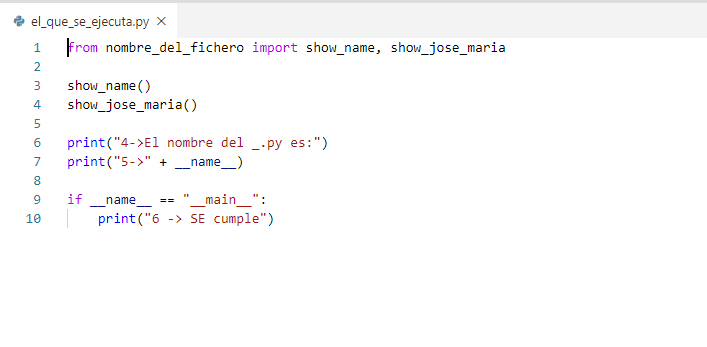 el_que_se_ejecuta.py ×
1 from nombre_del_fichero import show_name, show_jose_maria
2
3 show_name()
4 show_jose_maria()
5
6 print("4->El nombre del _.py es:")
7 print("5->" + __name__)
8
9 if __name__ == "__main__":
10 print("6 -> SE cumple")